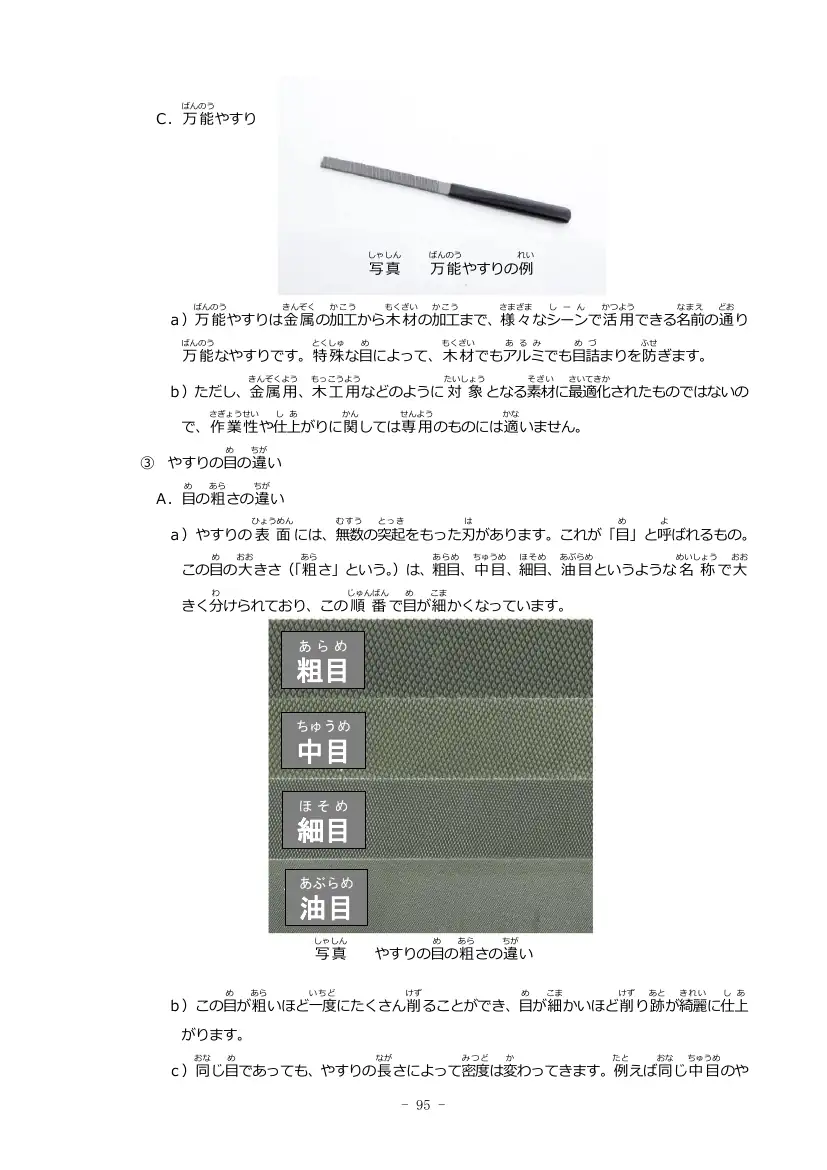 C．万能やすり
写真　万能やすりの例
a）万能やすりは金属の加工から木材の加工まで、様々なシーンで活用できる名前の通り
万能なやすりです。特殊な目によって、木材でもアルミでも目詰まりを防ぎます。
b）ただし、金属用、木工用などのように対象となる素材に最適化されたものではないの
で、作業性や仕上がりに関しては専用のものには適いません。
③　やすりの目の違い
A．目の粗さの違い
a）やすりの表面には、無数の突起をもった刃があります。これが「目」と呼ばれるもの。
この目の大きさ（「粗さ」という。）は、粗目、中目、細目、油目というような名称で大
きく分けられており、この順番で目が細かくなっています。
あらめ
粗目
ちゅうめ
中目
ほそめ
細目
あぶらめ
油目
写真　やすりの目の粗さの違い
b）この目が粗いほど一度にたくさん削ることができ、目が細かいほど削り跡が綺麗に仕上
がります。
c）同じ目であっても、やすりの長さによって密度は変わってきます。例えば同じ中目のや
- 95 -